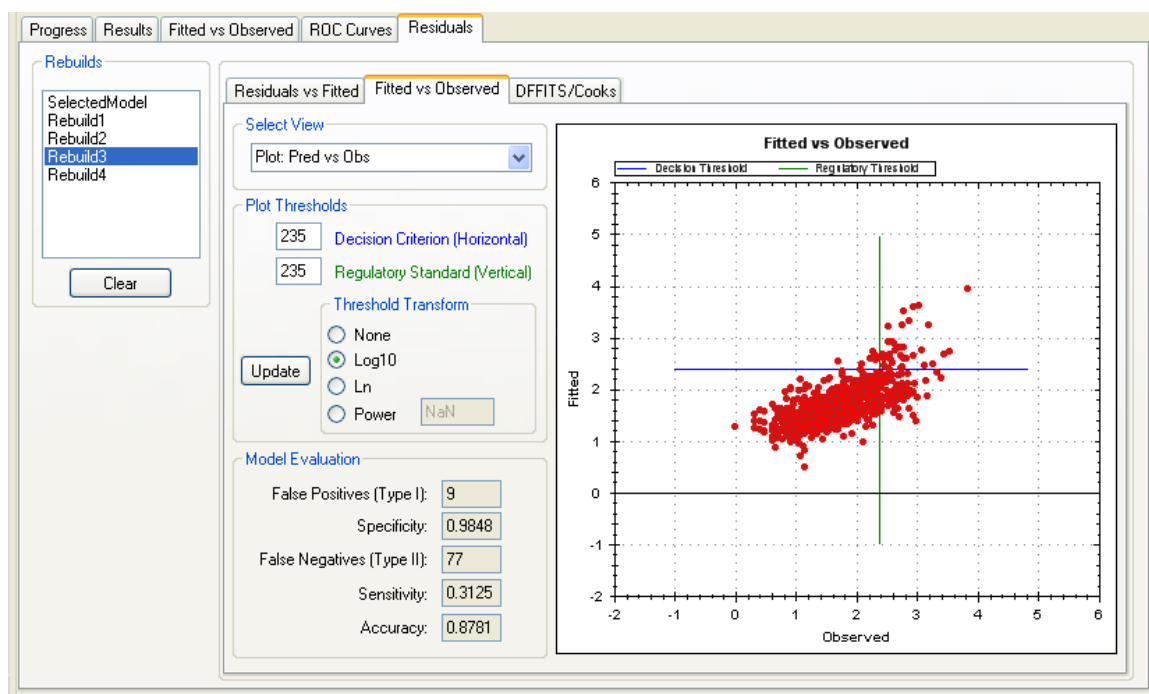 Progress Results Fitted vs Observed ROC Curves Residuals
Rebuilds
SelectedModel
Rebuild1
Rebuild2
Rebuild3
Rebuild4
Clear
Residuals vs Fitted Fitted vs Observed DFFITS/Cooks
Select View
Plot: Pred vs Obs
Plot Thresholds
235 Decision Criterion (Horizontal)
235 Regulatory Standard (Vertical)
Threshold Transform
None
Log10
Ln
Power NaN
Update
Model Evaluation
False Positives (Type I): 9
Specificity: 0.9848
False Negatives (Type II): 77
Sensitivity: 0.3125
Accuracy: 0.8781
Fitted vs Observed
Decision Threshold Regulatory Threshold
6
5
4
3
2
1
0
-1
-2
Fitted
-2 -1 0 1 2 3 4 5 6
Observed